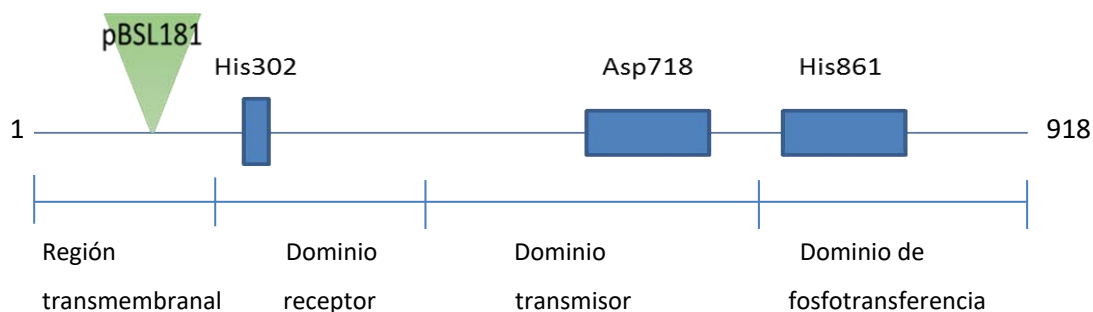 pBSL181
His302
Asp718
His861
1
918
Región
transmembranal
Dominio
receptor
Dominio
transmisor
Dominio de
fosfotransferencia